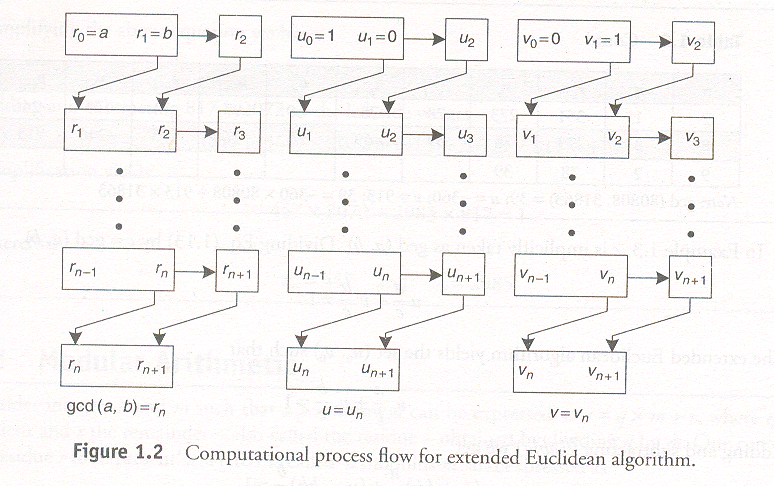 r0=a r1=b r2 u0=1 u1=0 u2 v0=0 v1=1 v2
r1 r2 r3 u1 u2 u3 v1 v2 v3
rn−1 rn rn+1 un−1 un un+1 vn−1 vn vn+1
rn rn+1 un un+1 vn vn+1
gcd (a, b)=rn u=un v=vn
Figure 1.2 Computational process flow for extended Euclidean algorithm.